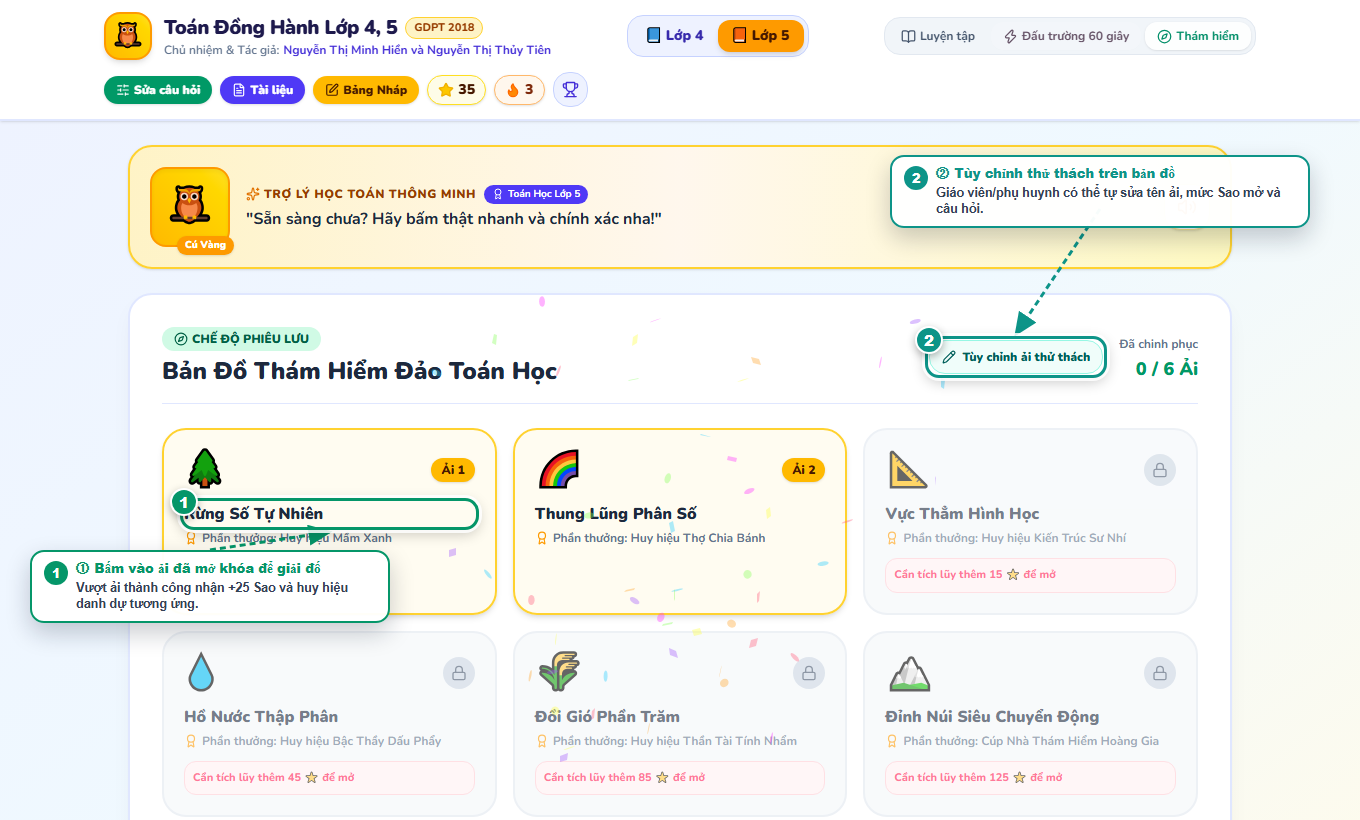 Toán Đồng Hành Lớp 4, 5 GDPT 2018
Chủ nhiệm & Tác giả: Nguyễn Thị Minh Hiền và Nguyễn Thị Thủy Tiên
Lớp 4
Lớp 5
Luyện tập
Đấu trường 60 giây
Thám hiểm
Sửa câu hỏi
Tài liệu
Bảng Nháp
35
3
TRỢ LÝ HỌC TOÁN THÔNG MINH
Toán Học Lớp 5
"Sẵn sàng chưa? Hãy bấm thật nhanh và chính xác nha!"
Cú Vàng
2
② Tùy chỉnh thử thách trên bản đồ
Giáo viên/phụ huynh có thể tự sửa tên ải, mức Sao mở và
câu hỏi.
CHẾ ĐỘ PHIÊU LƯU
Bản Đồ Thám Hiểm Đảo Toán Học
2
Tùy chỉnh ải thử thách
Đã chinh phục
0 / 6 Ải
Ải 1
1
Rừng Số Tự Nhiên
Phần thưởng: Huy hiệu Mầm Xanh
1
① Bấm vào ải đã mở khóa để giải đố
Vượt ải thành công nhận +25 Sao và huy hiệu
danh dự tương ứng.
Ải 2
Thung Lũng Phân Số
Phần thưởng: Huy hiệu Thợ Chia Bánh
Vực Thẳm Hình Học
Phần thưởng: Huy hiệu Kiến Trúc Sư Nhí
Cần tích lũy thêm 15 ⭐ để mở
Hồ Nước Thập Phân
Phần thưởng: Huy hiệu Bậc Thầy Dấu Phẩy
Cần tích lũy thêm 45 ⭐ để mở
Đồi Gió Phần Trăm
Phần thưởng: Huy hiệu Thần Tài Tính Nhẩm
Cần tích lũy thêm 85 ⭐ để mở
Đỉnh Núi Siêu Chuyển Động
Phần thưởng: Cúp Nhà Thám Hiểm Hoàng Gia
Cần tích lũy thêm 125 ⭐ để mở